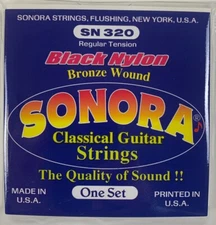 SONORA STRINGS, FLUSHING, NEW YORK, U.S.A.
SN 320
Regular Tension
Black Nylon
Bronze Wound
SONORA®
Classical Guitar
Strings
The Quality of Sound !!
MADE IN
U.S.A.
One Set
PRINTED IN
U.S.A.